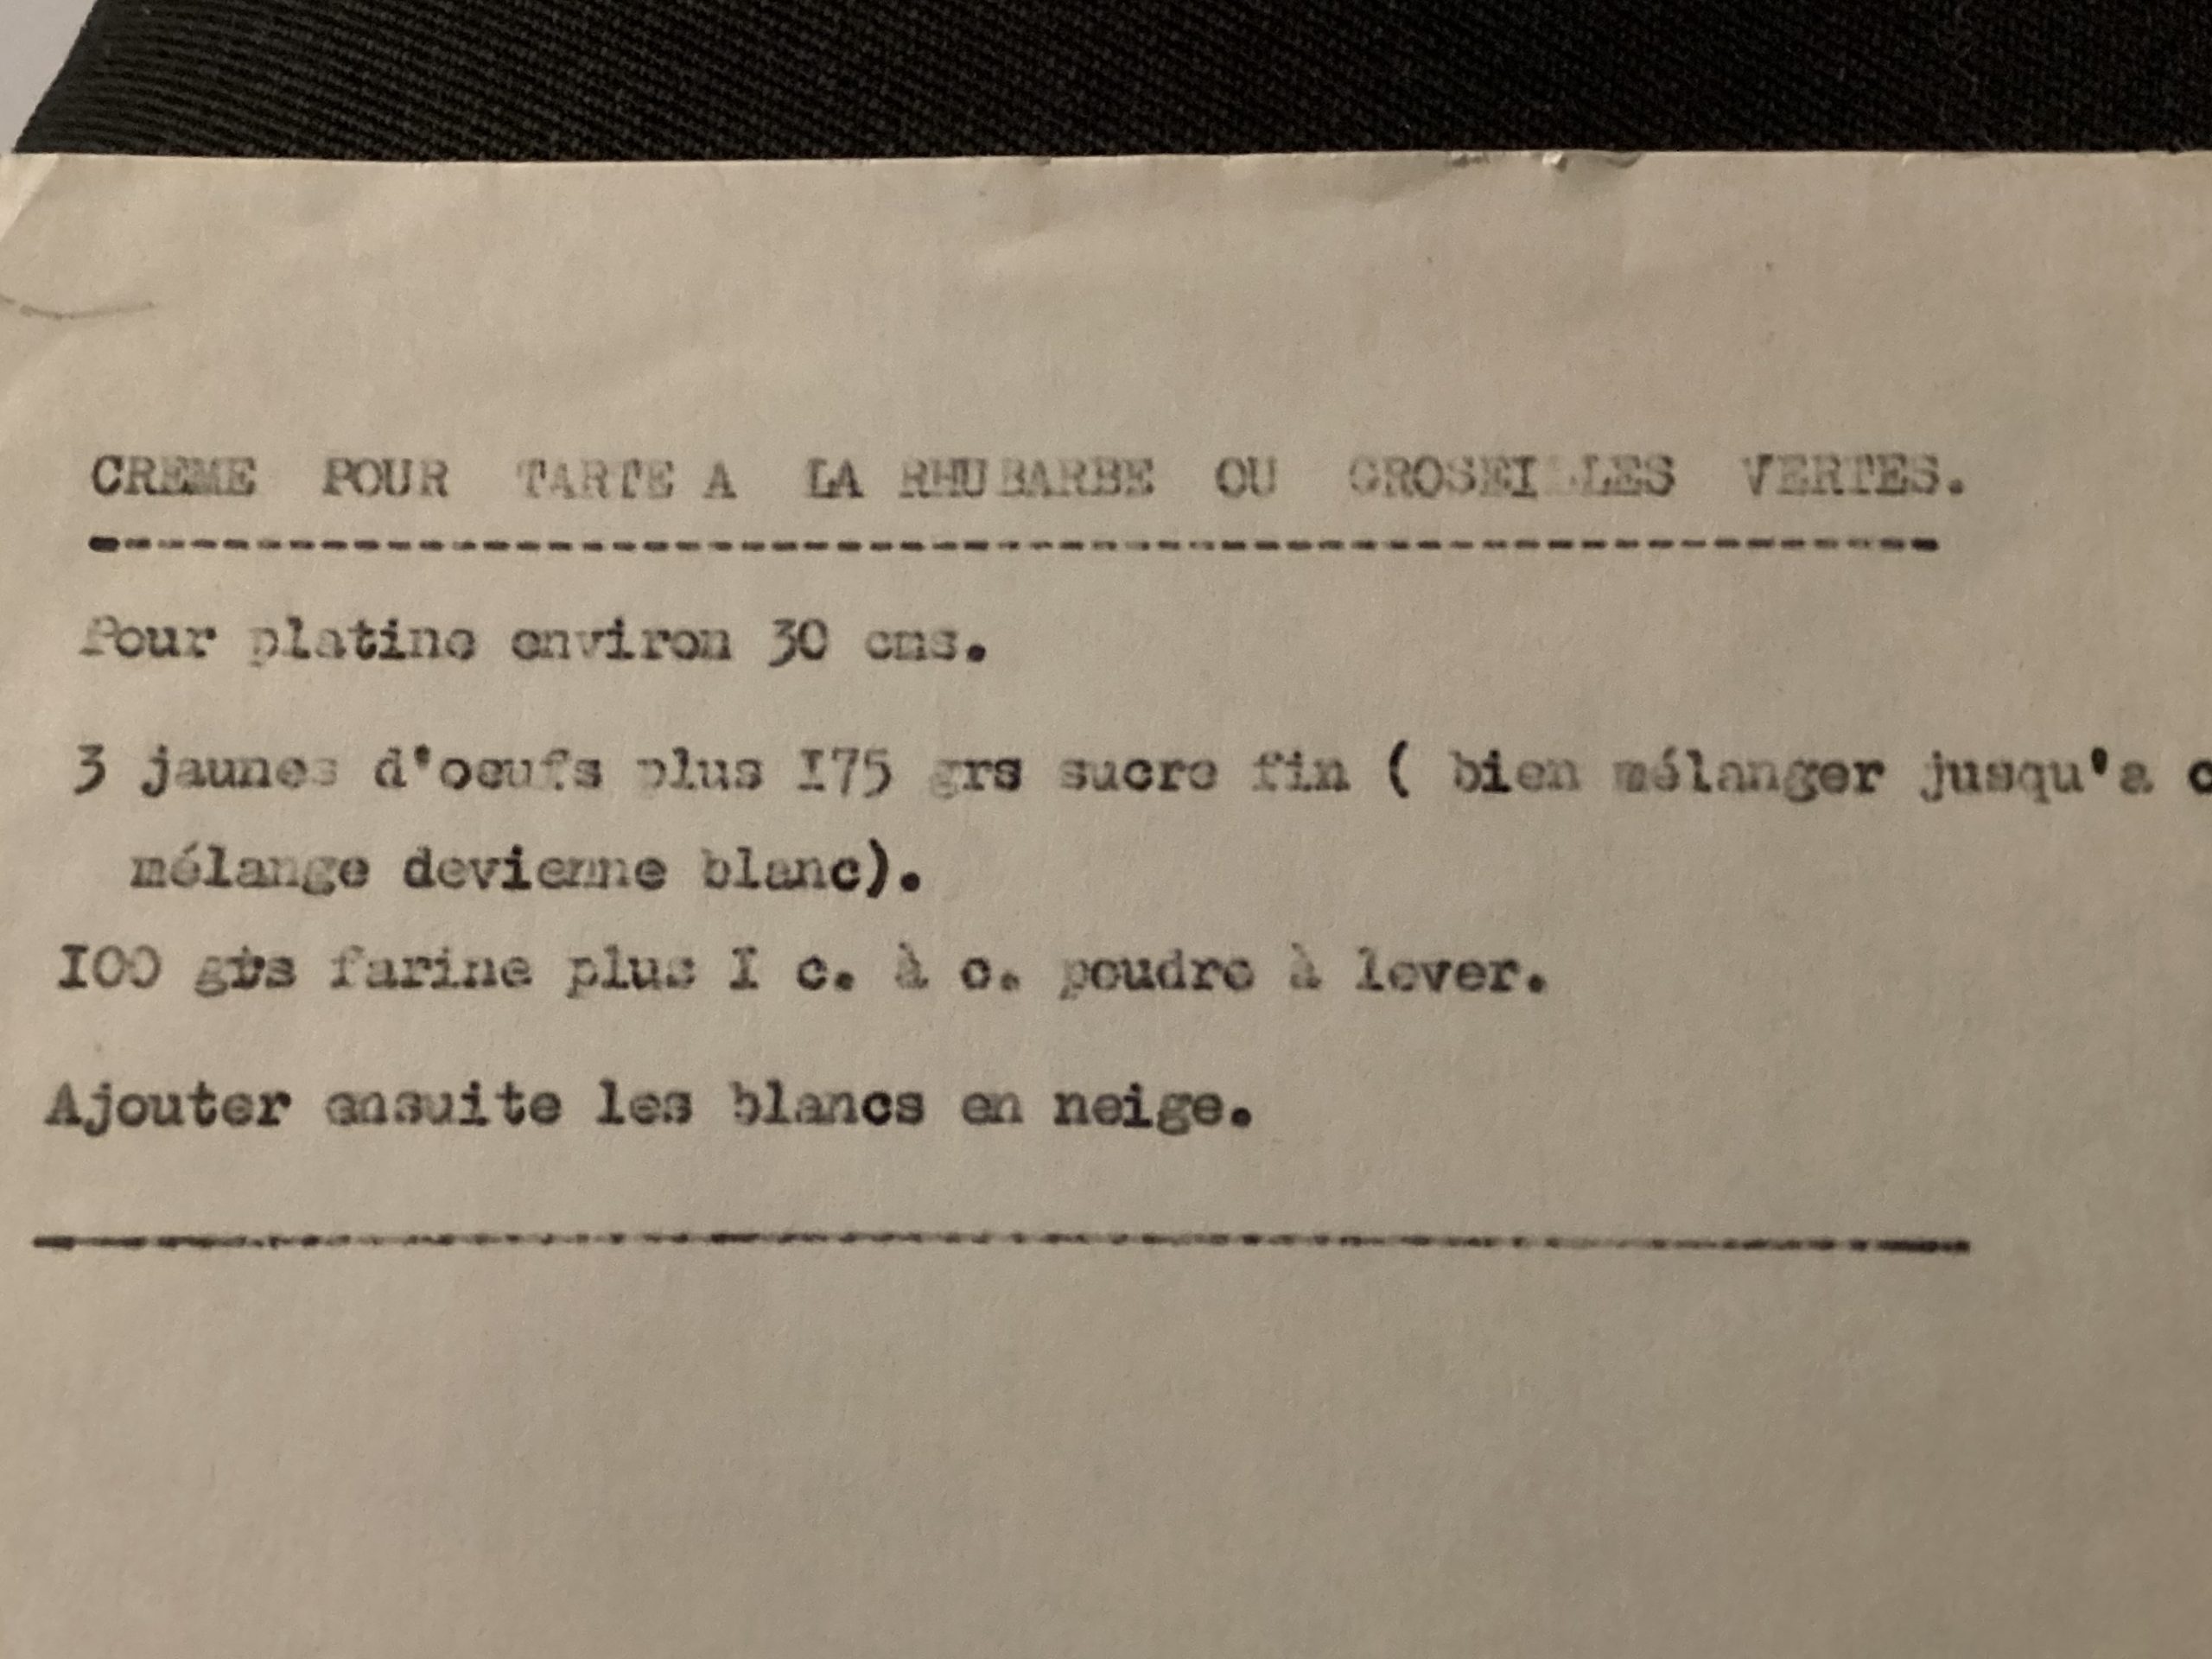 CREME POUR TARTE A LA RHUBARBE OU GROSEILLES VERTES.
Pour platine environ 30 cms.
3 jaunes d'oeufs plus I75 grs sucre fin ( bien mélanger jusqu'a
mélange devienne blanc).
I00 grs farine plus I c. à c. poudre à lever.
Ajouter ensuite les blancs en neige.